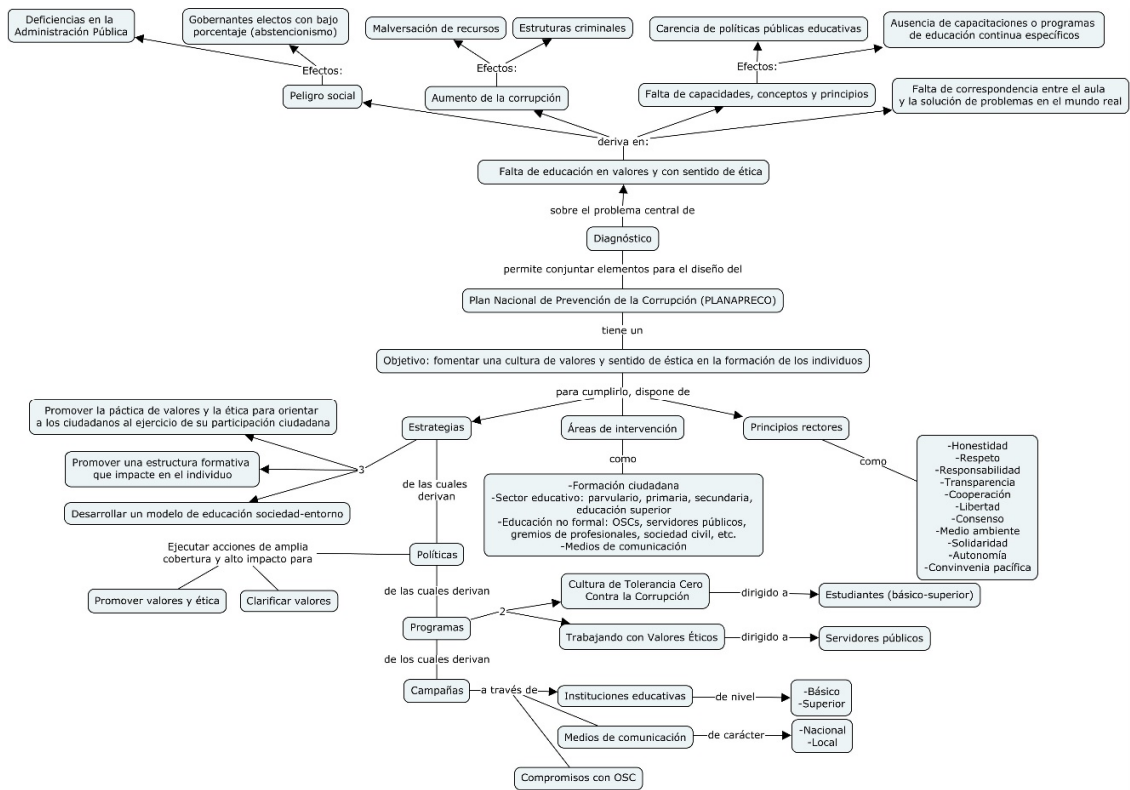 Deficiencias en la
Administración Pública
Gobernantes electos con bajo
porcentaje (abstencionismo)
Malversación de recursos
Estruturas criminales
Carencia de políticas públicas educativas
Ausencia de capacitaciones o programas
de educación continua específicos
Efectos:
Efectos:
Efectos:
Peligro social
Aumento de la corrupción
Falta de capacidades, conceptos y principios
Falta de correspondencia entre el aula
y la solución de problemas en el mundo real
deriva en:
Falta de educación en valores y con sentido de ética
sobre el problema central de
Diagnóstico
permite conjuntar elementos para el diseño del
Plan Nacional de Prevención de la Corrupción (PLANAPRECO)
tiene un
Objetivo: fomentar una cultura de valores y sentido de éstica en la formación de los individuos
para cumplirlo, dispone de
Estrategias
Áreas de intervención
Principios rectores
Promover la páctica de valores y la ética para orientar
a los ciudadanos al ejercicio de su participación ciudadana
Promover una estructura formativa
que impacte en el individuo
Desarrollar un modelo de educación sociedad-entorno
3
de las cuales
derivan
como
-Formación ciudadana
-Sector educativo: parvulario, primaria, secundaria,
educación superior
-Educación no formal: OSCs, servidores públicos,
gremios de profesionales, sociedad civil, etc.
-Medios de comunicación
como
-Honestidad
-Respeto
-Responsabilidad
-Transparencia
-Cooperación
-Libertad
-Consenso
-Medio ambiente
-Solidaridad
-Autonomía
-Convinvenia pacífica
Políticas
Ejecutar acciones de amplia
cobertura y alto impacto para
Promover valores y ética
Clarificar valores
de los cuales derivan
Programas
2
Cultura de Tolerancia Cero
Contra la Corrupción
dirigido a
Estudiantes (básico-superior)
Trabajando con Valores Éticos
dirigido a
Servidores públicos
de los cuales derivan
Campañas
a través de
Instituciones educativas
de nivel
-Básico
-Superior
Medios de comunicación
de carácter
-Nacional
-Local
Compromisos con OSC